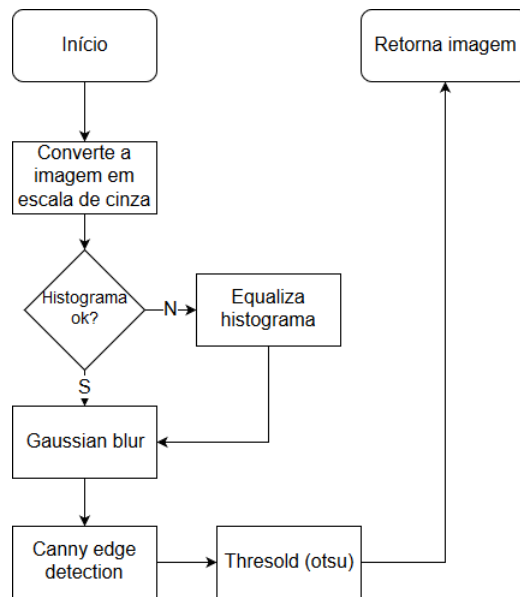 Início
Retorna imagem
Converte a
imagem em
escala de cinza
Histograma
ok?
N
Equaliza
histograma
S
Gaussian blur
Canny edge
detection
Thresold (otsu)